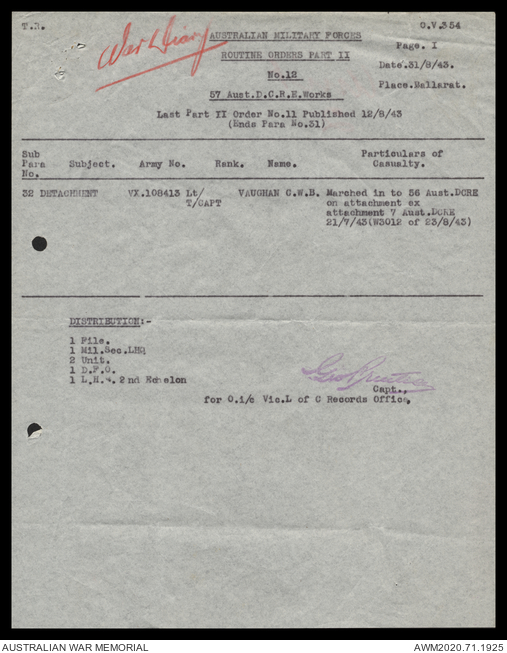 T.R.
O.V.354
War Diary
AUSTRALIAN MILITARY FORCES
Page. I
ROUTINE ORDERS PART II
Date.31/8/43.
No.12
Place.Ballarat.
57 Aust.D.C.R.E.Works
Last Part II Order No.11 Published 12/8/43
(Ends Para No.31)
Sub Para No. Subject. Army No. Rank. Name. Particulars of Casualty.
32 DETACHMENT VX.108413 Lt/ VAUGHAN C.W.B. Marched in to 56 Aust.DCRE
T/CAPT on attachment ex
attachment 7 Aust.DCRE
21/7/43(W3012 of 23/8/43)
DISTRIBUTION:-
1 File.
1 Mil.Sec.LHQ
2 Unit.
1 D.F.O.
1 L.H.Q. 2nd Echelon
Capt.,
for O.i/c Vic.L of C Records Office,
AUSTRALIAN WAR MEMORIAL
AWM2020.71.1925